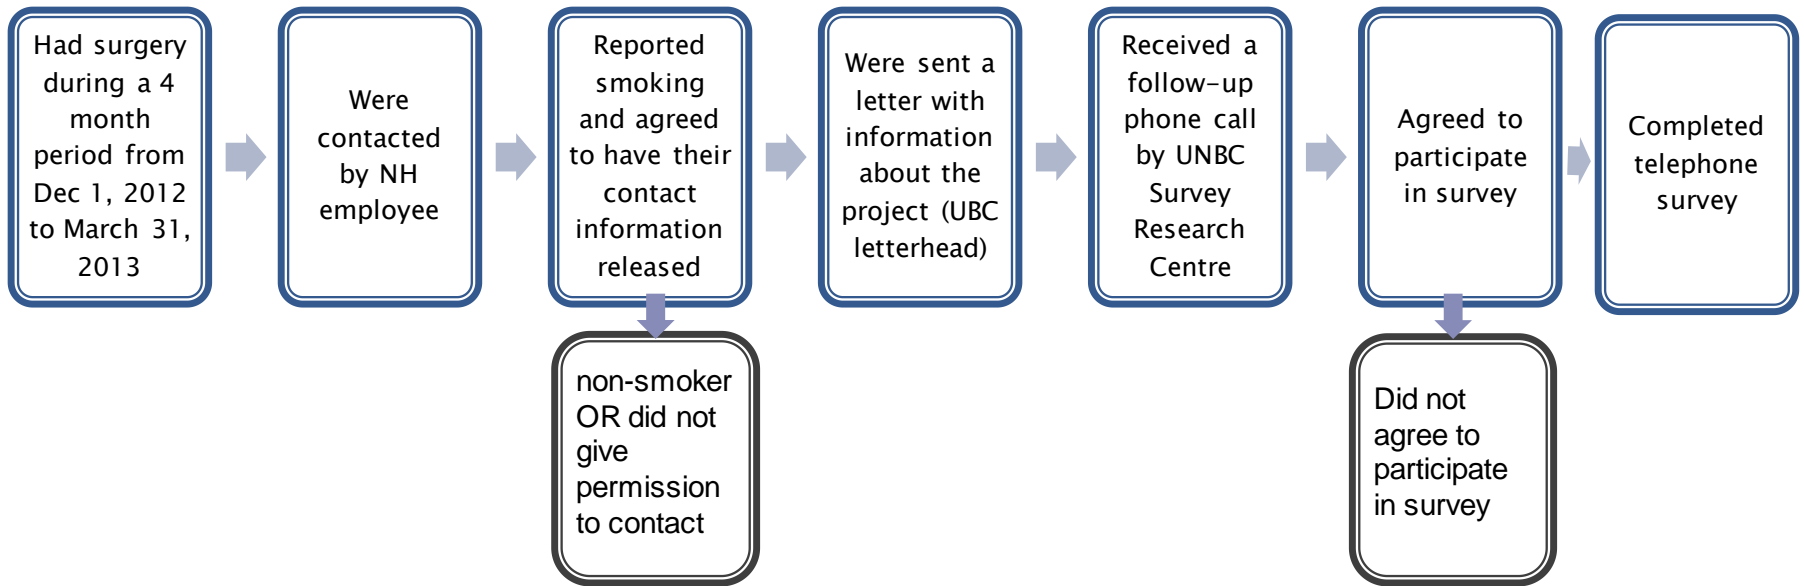 Had surgery
during a 4
month
period from
Dec 1, 2012
to March 31,
2013
Were
contacted
by NH
employee
Reported
smoking
and agreed
to have their
contact
information
released
Were sent a
letter with
information
about the
project (UBC
letterhead)
Received a
follow-up
phone call
by UNBC
Survey
Research
Centre
Agreed to
participate
in survey
Completed
telephone
survey
non-smoker
OR did not
give
permission
to contact
Did not
agree to
participate
in survey